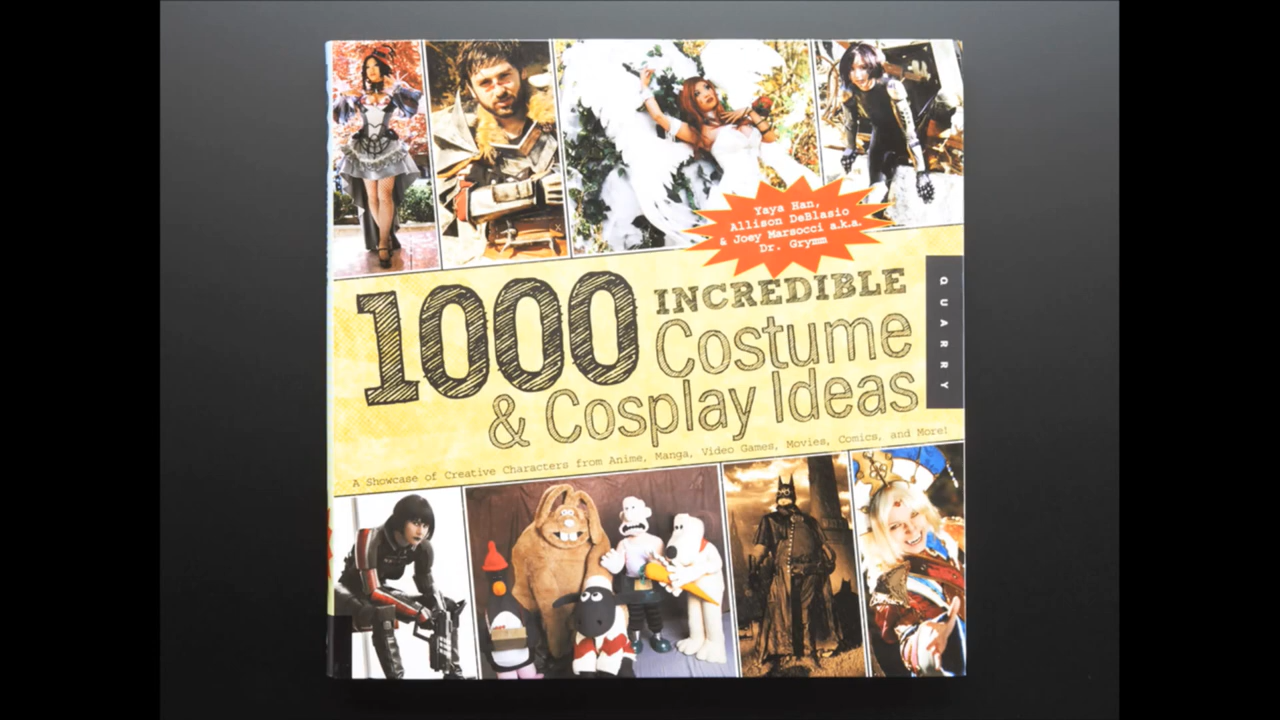 Yaya Han,
Allison DeBlasio
& Joey Marsocci a.k.a.
Dr. Grymm
1000 INCREDIBLE
Costume
& Cosplay Ideas
QUARRY
A Showcase of Creative Characters from Anime, Manga, Video Games, Movies, Comics, and More!